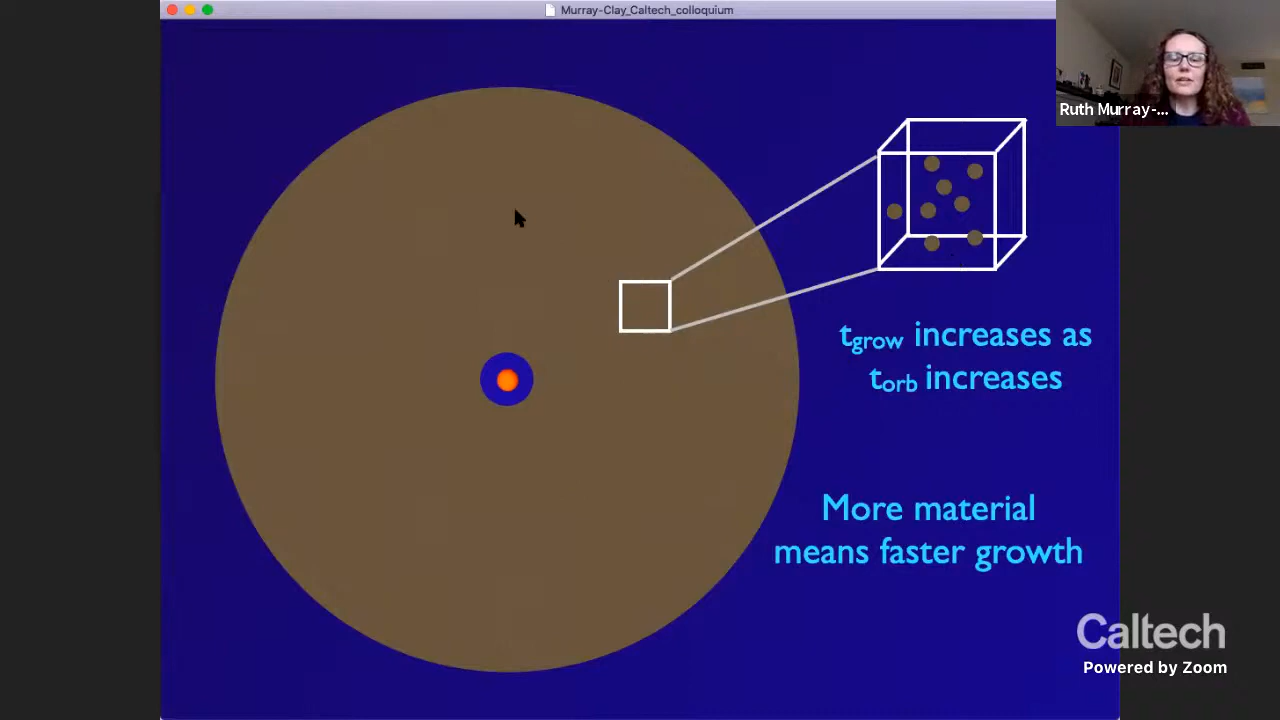 Murray-Clay_Caltech_colloquium
Ruth Murray-...
tgrow increases as
torb increases
More material
means faster growth
Caltech
Powered by Zoom